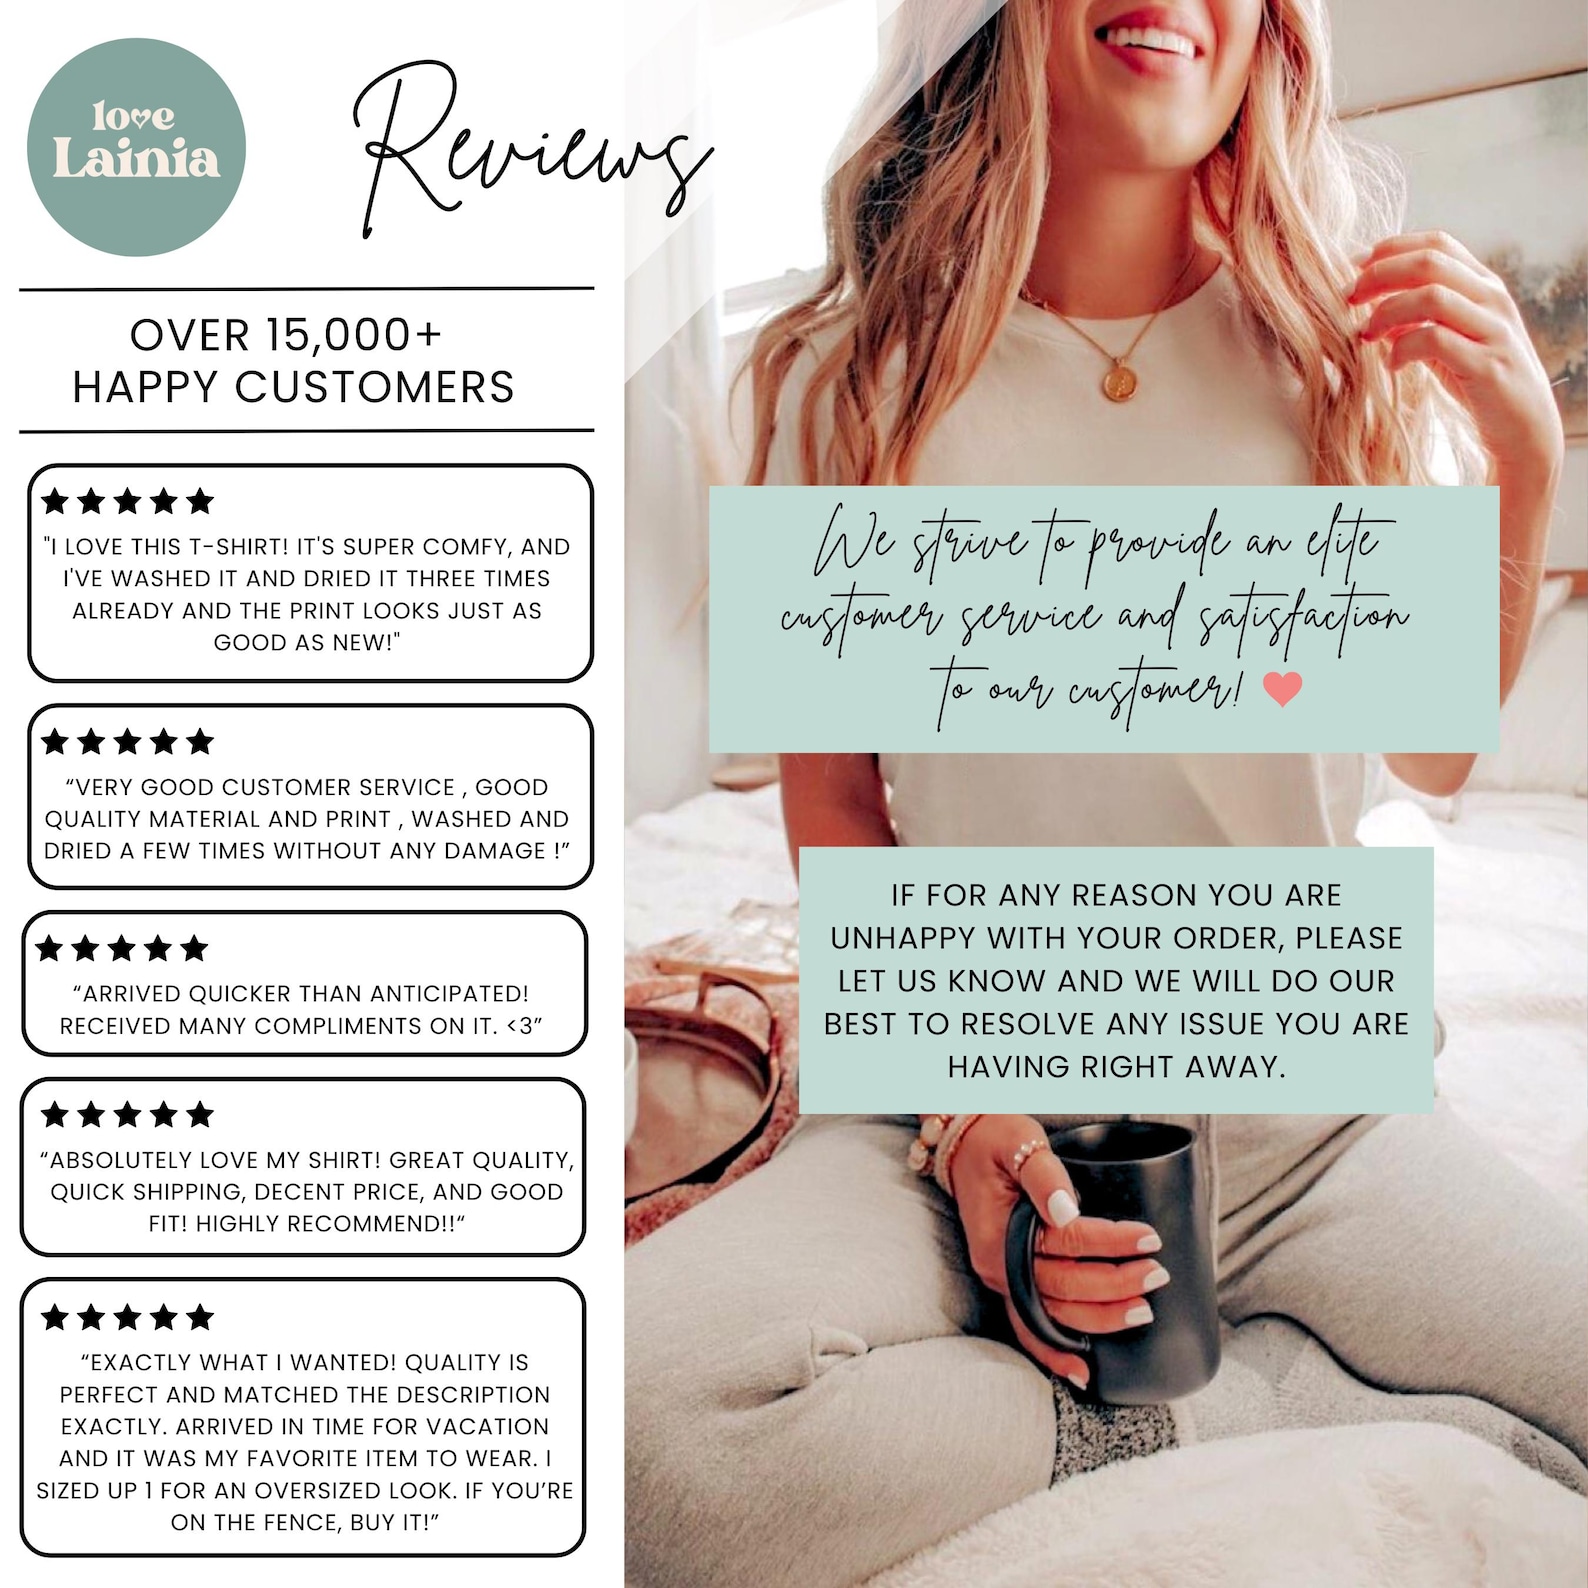 love
Lainia
Reviews
OVER 15,000+
HAPPY CUSTOMERS
"I LOVE THIS T-SHIRT! IT'S SUPER COMFY, AND
I'VE WASHED IT AND DRIED IT THREE TIMES
ALREADY AND THE PRINT LOOKS JUST AS
GOOD AS NEW!"
“VERY GOOD CUSTOMER SERVICE , GOOD
QUALITY MATERIAL AND PRINT , WASHED AND
DRIED A FEW TIMES WITHOUT ANY DAMAGE !”
“ARRIVED QUICKER THAN ANTICIPATED!
RECEIVED MANY COMPLIMENTS ON IT. <3”
“ABSOLUTELY LOVE MY SHIRT! GREAT QUALITY,
QUICK SHIPPING, DECENT PRICE, AND GOOD
FIT! HIGHLY RECOMMEND!!“
“EXACTLY WHAT I WANTED! QUALITY IS
PERFECT AND MATCHED THE DESCRIPTION
EXACTLY. ARRIVED IN TIME FOR VACATION
AND IT WAS MY FAVORITE ITEM TO WEAR. I
SIZED UP 1 FOR AN OVERSIZED LOOK. IF YOU’RE
ON THE FENCE, BUY IT!”
We strive to provide an elite
customer service and satisfaction
to our customer!
IF FOR ANY REASON YOU ARE
UNHAPPY WITH YOUR ORDER, PLEASE
LET US KNOW AND WE WILL DO OUR
BEST TO RESOLVE ANY ISSUE YOU ARE
HAVING RIGHT AWAY.